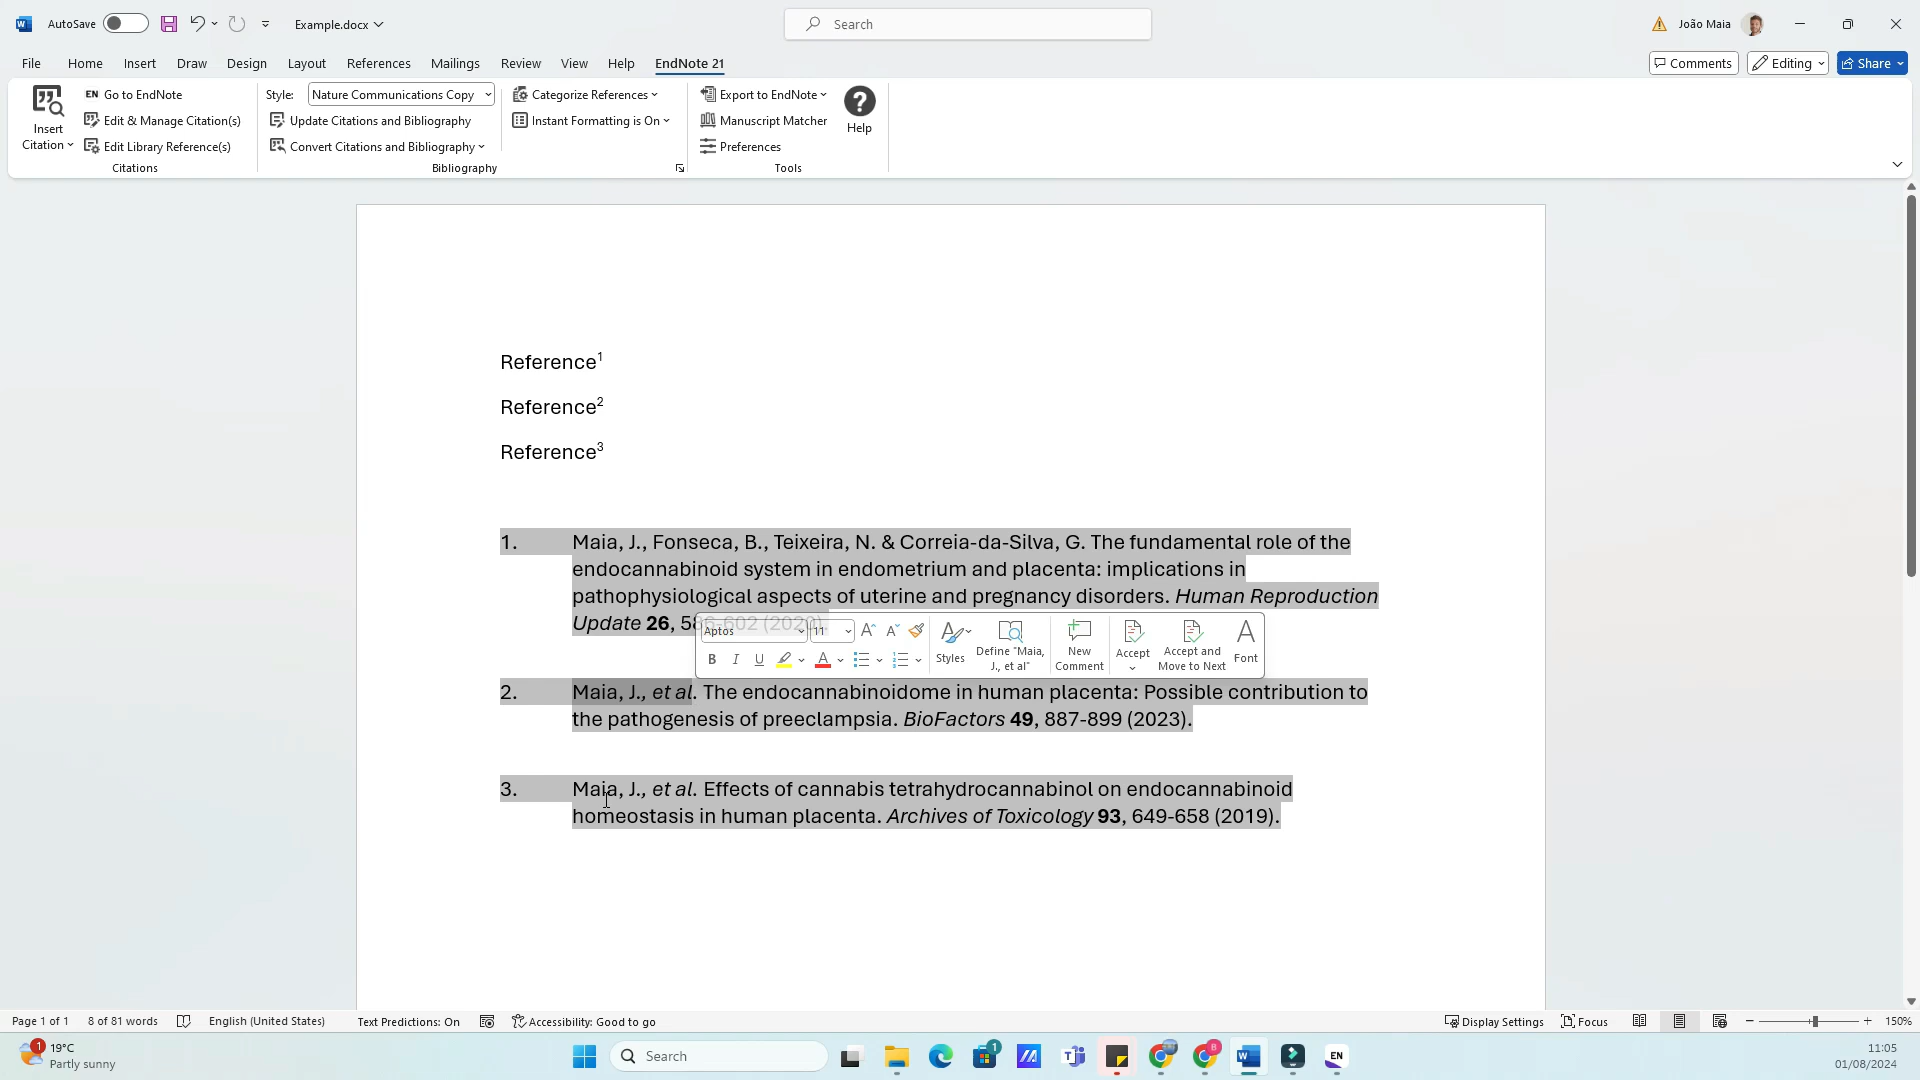 AutoSave
Example.docx
Search
João Maia
File Home Insert Draw Design Layout References Mailings Review View Help EndNote 21
Comments Editing Share
Insert Citation
EN Go to EndNote
Edit & Manage Citation(s)
Edit Library Reference(s)
Citations
Style: Nature Communications Copy
Update Citations and Bibliography
Convert Citations and Bibliography
Bibliography
Categorize References
Instant Formatting is On
Export to EndNote
Manuscript Matcher
Preferences
Tools
? Help
Reference1
Reference2
Reference3
1. Maia, J., Fonseca, B., Teixeira, N. & Correia-da-Silva, G. The fundamental role of the
endocannabinoid system in endometrium and placenta: implications in
pathophysiological aspects of uterine and pregnancy disorders. Human Reproduction
Update 26, 586-602 (2020).
Aptos 11
B I U A
Styles
Define "Maia, J., et al"
New Comment
Accept
Accept and Move to Next
Font
2. Maia, J., et al. The endocannabinoidome in human placenta: Possible contribution to
the pathogenesis of preeclampsia. BioFactors 49, 887-899 (2023).
3. Maia, J., et al. Effects of cannabis tetrahydrocannabinol on endocannabinoid
homeostasis in human placenta. Archives of Toxicology 93, 649-658 (2019).
Page 1 of 1 8 of 81 words English (United States) Text Predictions: On Accessibility: Good to go Display Settings Focus 150%
1
19°C
Partly sunny
Search
1
8
EN
11:05
01/08/2024